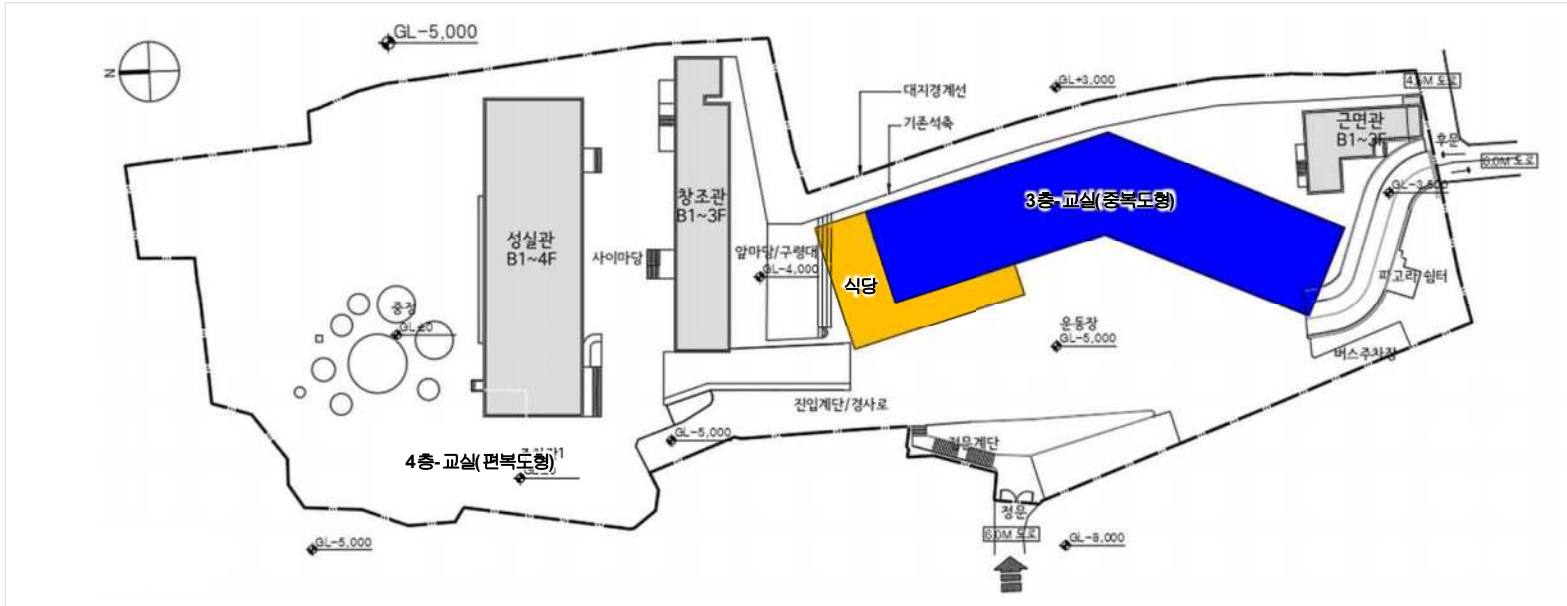 GL-5,000
N
대지경계선
기존석축
GL+3,000
4.5M 도로
근면관
B1~3F
후문
6.0M 도로
GL-3,500
창조관
B1~3F
3층-교실(중복도형)
성실관
B1~4F
사이마당
앞마당/구령대
GL-4,000
식당
파고라 쉼터
중정
GL±0
운동장
GL-5,000
버스주차장
진입계단/경사로
GL-5,000
정문계단
4층-교실(편복도형)
GL±0
정문
6.0M 도로
GL-8,000
GL-5,000